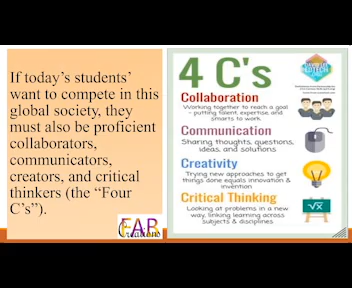 If today's students'
want to compete in this
global society, they
must also be proficient
collaborators,
communicators,
creators, and critical
thinkers (the “Four
C's”).
FAB
Creations
4 C's
Collaboration
Working together to reach a goal
- putting talent, expertise, and
smarts to work.
Communication
Sharing thoughts, questions,
ideas, and solutions
Creativity
Trying new approaches to get
things done equals innovation &
invention
Critical Thinking
Looking at problems in a new
way, linking learning across
subjects & disciplines